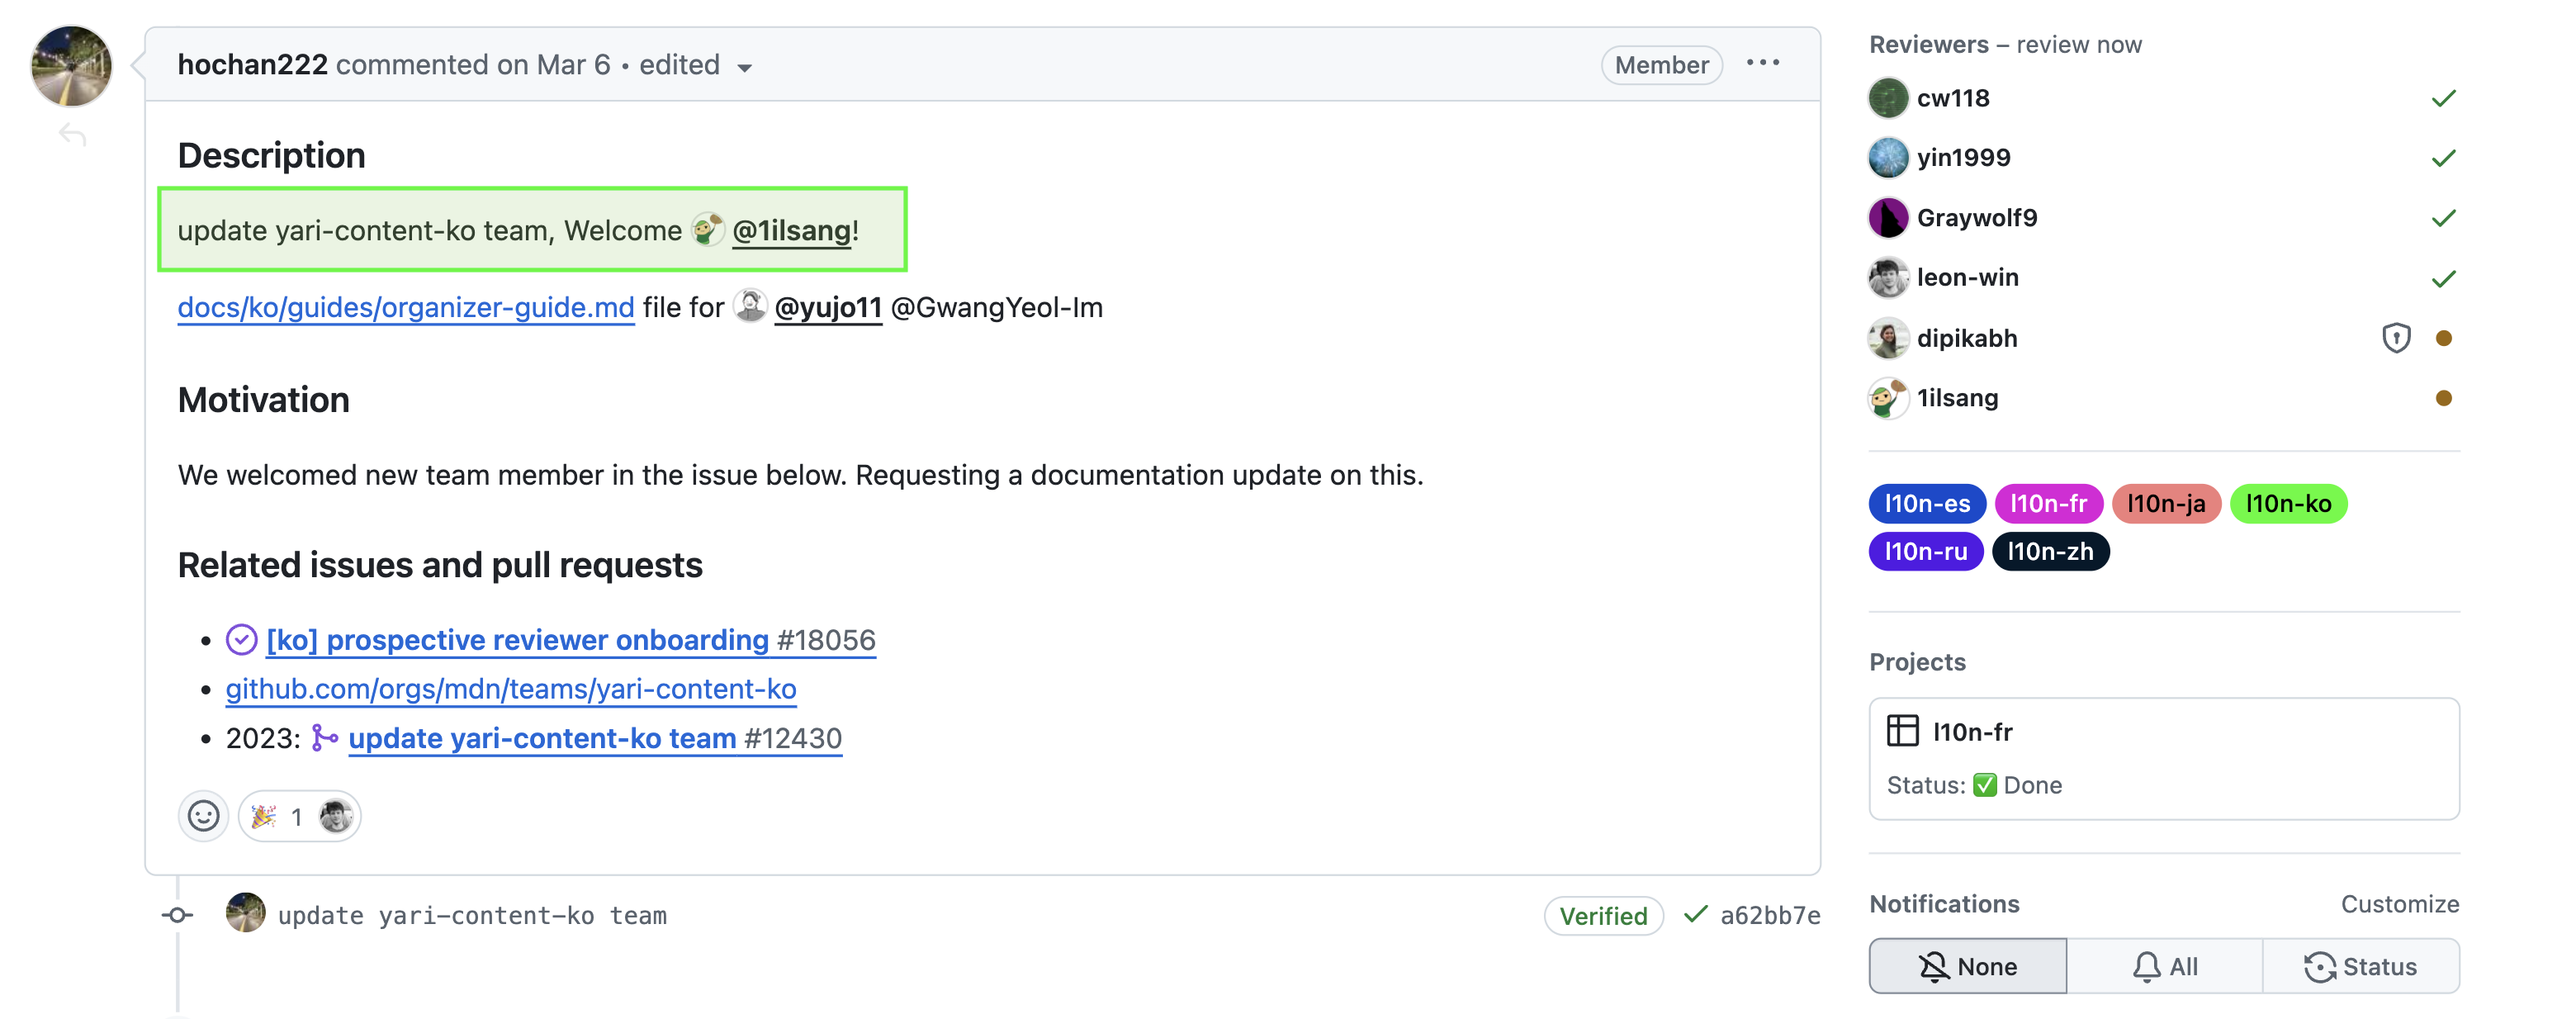 hochan222 commented on Mar 6 • edited
Member
Description
update yari-content-ko team, Welcome @1ilsang!
docs/ko/guides/organizer-guide.md file for @yujo11 @GwangYeol-Im
Motivation
We welcomed new team member in the issue below. Requesting a documentation update on this.
Related issues and pull requests
• [ko] prospective reviewer onboarding #18056
• github.com/orgs/mdn/teams/yari-content-ko
• 2023: update yari-content-ko team #12430
1
update yari-content-ko team
Verified a62bb7e
Reviewers – review now
cw118
yin1999
Graywolf9
leon-win
dipikabh
1ilsang
l10n-es l10n-fr l10n-ja l10n-ko
l10n-ru l10n-zh
Projects
l10n-fr
Status: ✅ Done
Notifications Customize
None All Status